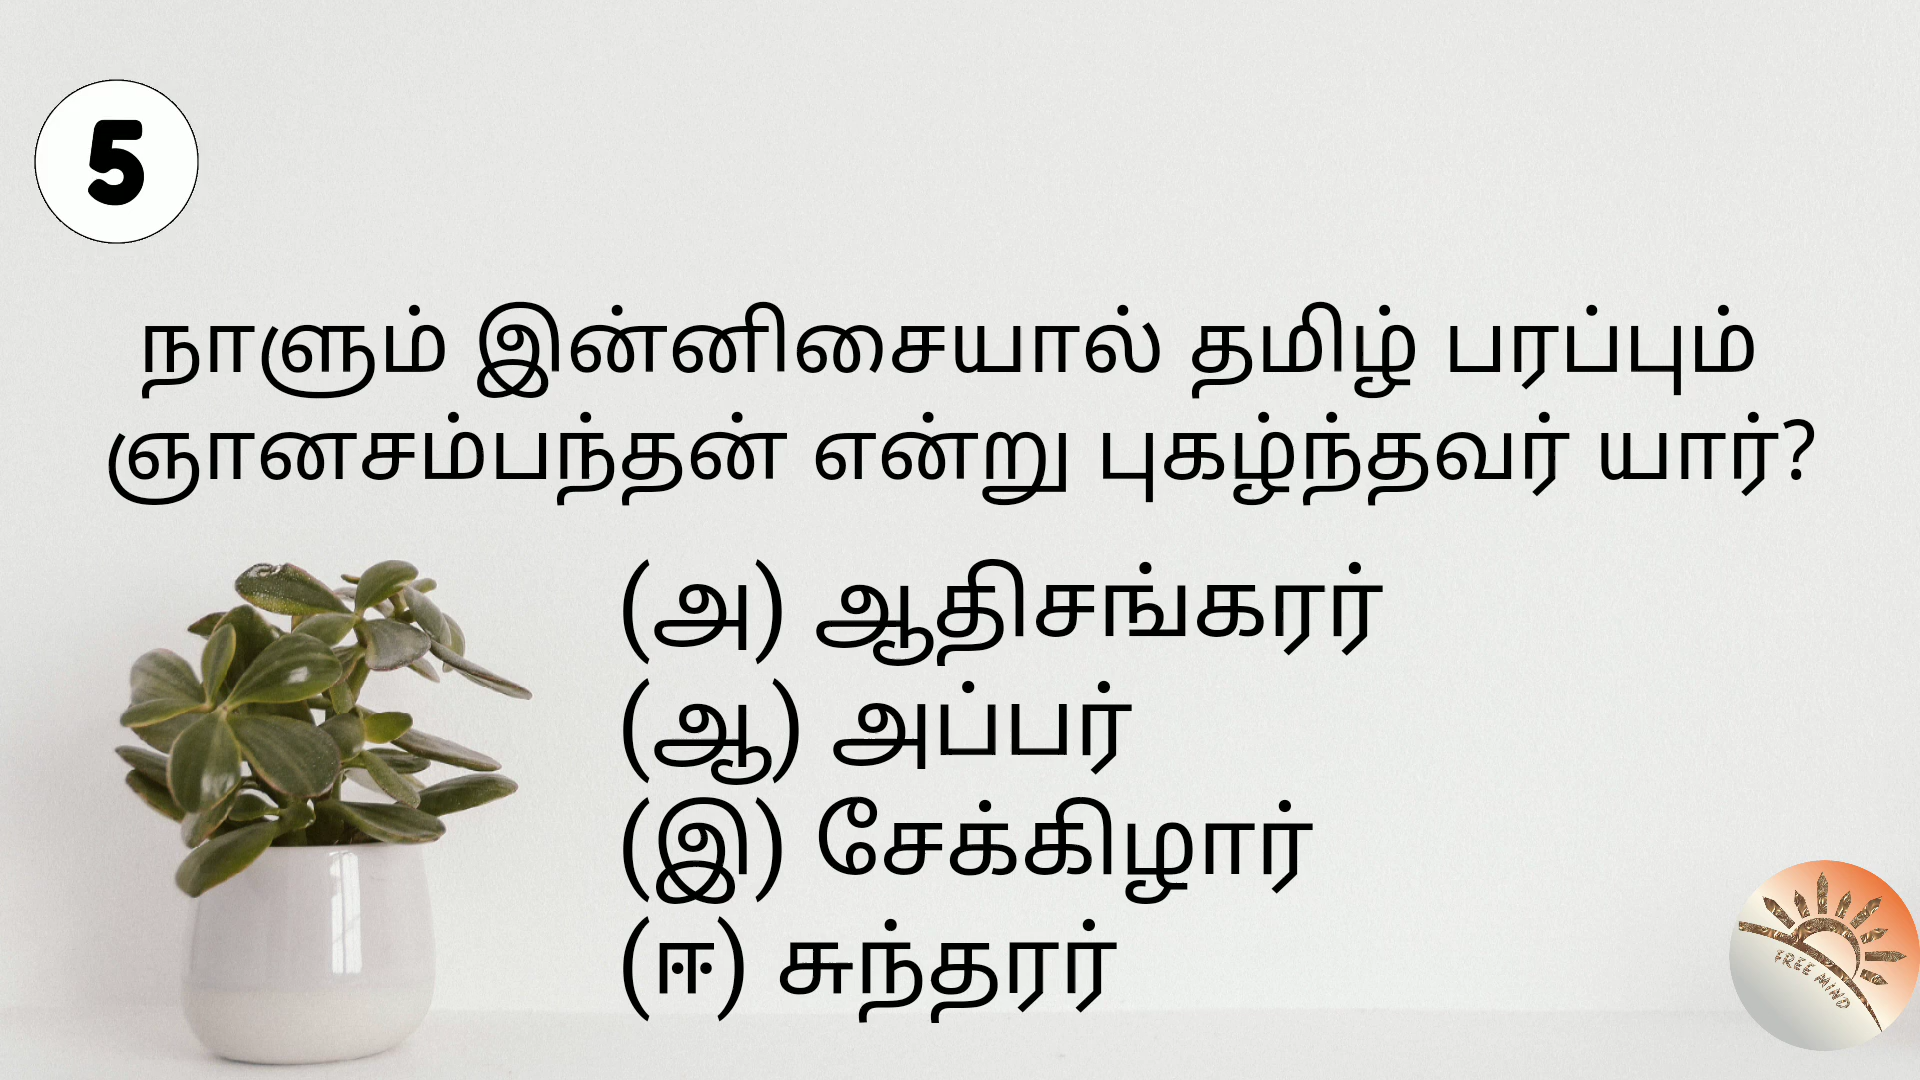 5
நாளும் இன்னிசையால் தமிழ் பரப்பும்
ஞானசம்பந்தன் என்று புகழ்ந்தவர் யார்?
(அ) ஆதிசங்கரர்
(ஆ) அப்பர்
(இ) சேக்கிழார்
(ஈ) சுந்தரர்
FREE MIND